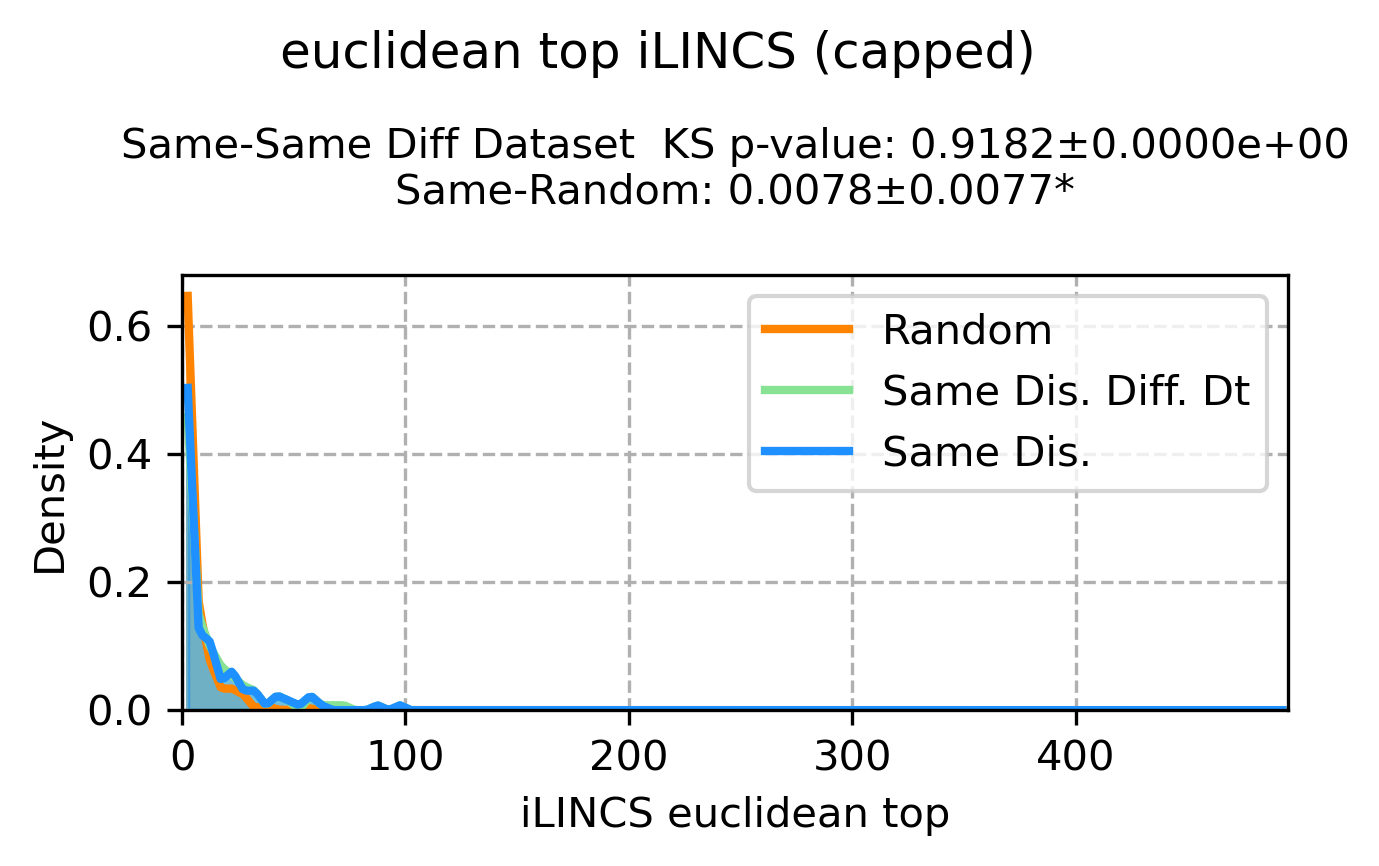 euclidean top iLINCS (capped)
Same-Same Diff Dataset  KS p-value: 0.9182±0.0000e+00
Same-Random: 0.0078±0.0077*
Density
0.6
0.4
0.2
0.0
Random
Same Dis. Diff. Dt
Same Dis.
0 100 200 300 400
iLINCS euclidean top